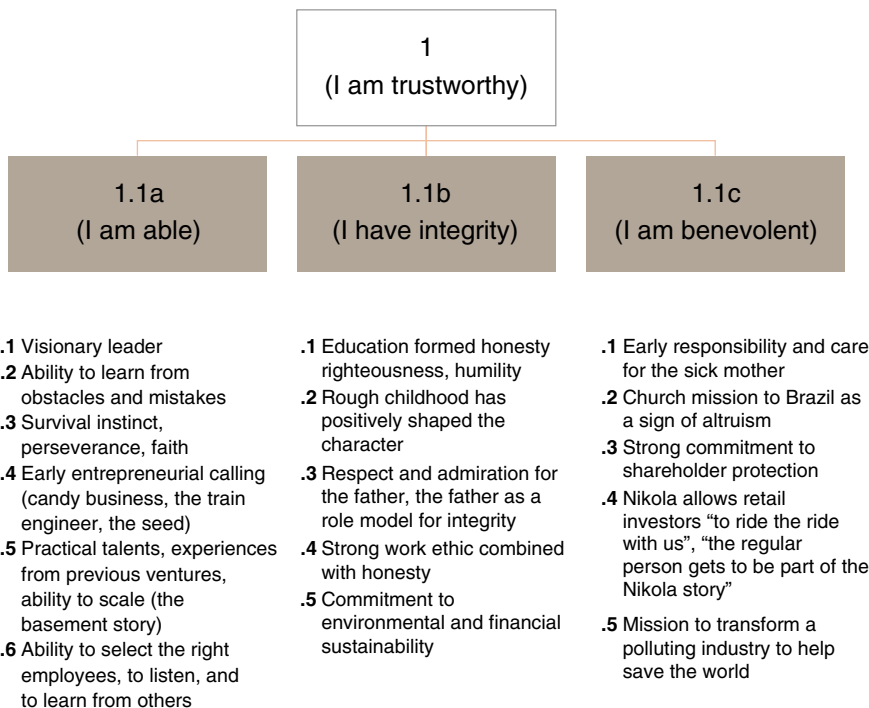 1
(I am trustworthy)
1.1a
(I am able)
1.1b
(I have integrity)
1.1c
(I am benevolent)
.1 Visionary leader
.2 Ability to learn from
obstacles and mistakes
.3 Survival instinct,
perseverance, faith
.4 Early entrepreneurial calling
(candy business, the train
engineer, the seed)
.5 Practical talents, experiences
from previous ventures,
ability to scale (the
basement story)
.6 Ability to select the right
employees, to listen, and
to learn from others
.1 Education formed honesty
righteousness, humility
.2 Rough childhood has
positively shaped the
character
.3 Respect and admiration for
the father, the father as a
role model for integrity
.4 Strong work ethic combined
with honesty
.5 Commitment to
environmental and financial
sustainability
.1 Early responsibility and care
for the sick mother
.2 Church mission to Brazil as
a sign of altruism
.3 Strong commitment to
shareholder protection
.4 Nikola allows retail
investors “to ride the ride
with us”, “the regular
person gets to be part of the
Nikola story”
.5 Mission to transform a
polluting industry to help
save the world